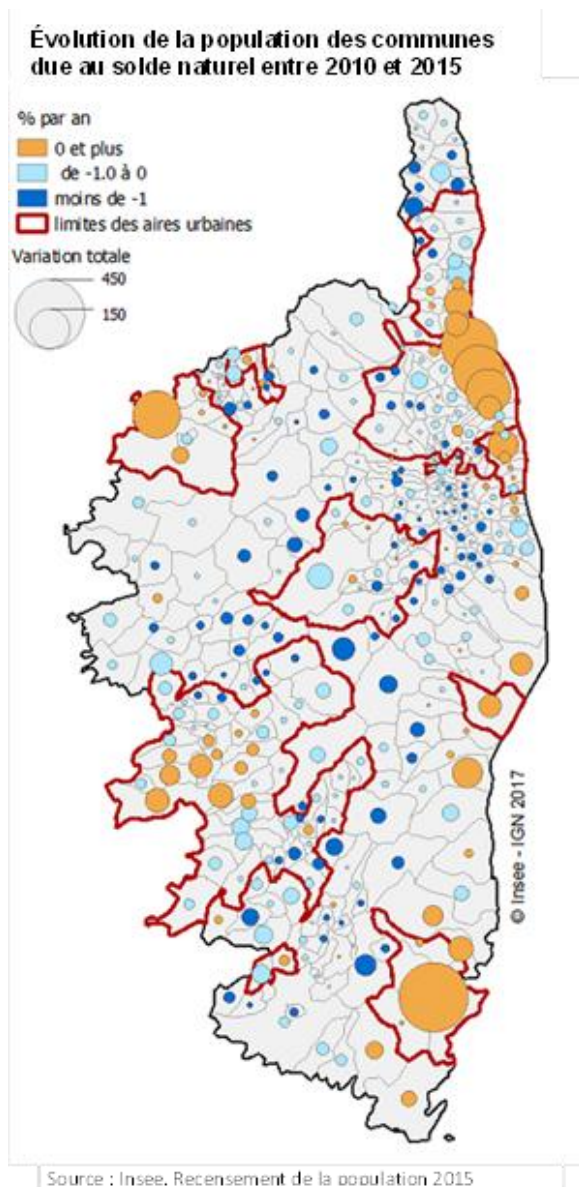 Évolution de la population des communes
due au solde naturel entre 2010 et 2015
% par an
0 et plus
de -1.0 à 0
moins de -1
limites des aires urbaines
Variation totale
450
150
© Insee - IGN 2017
Source : Insee, Recensement de la population 2015